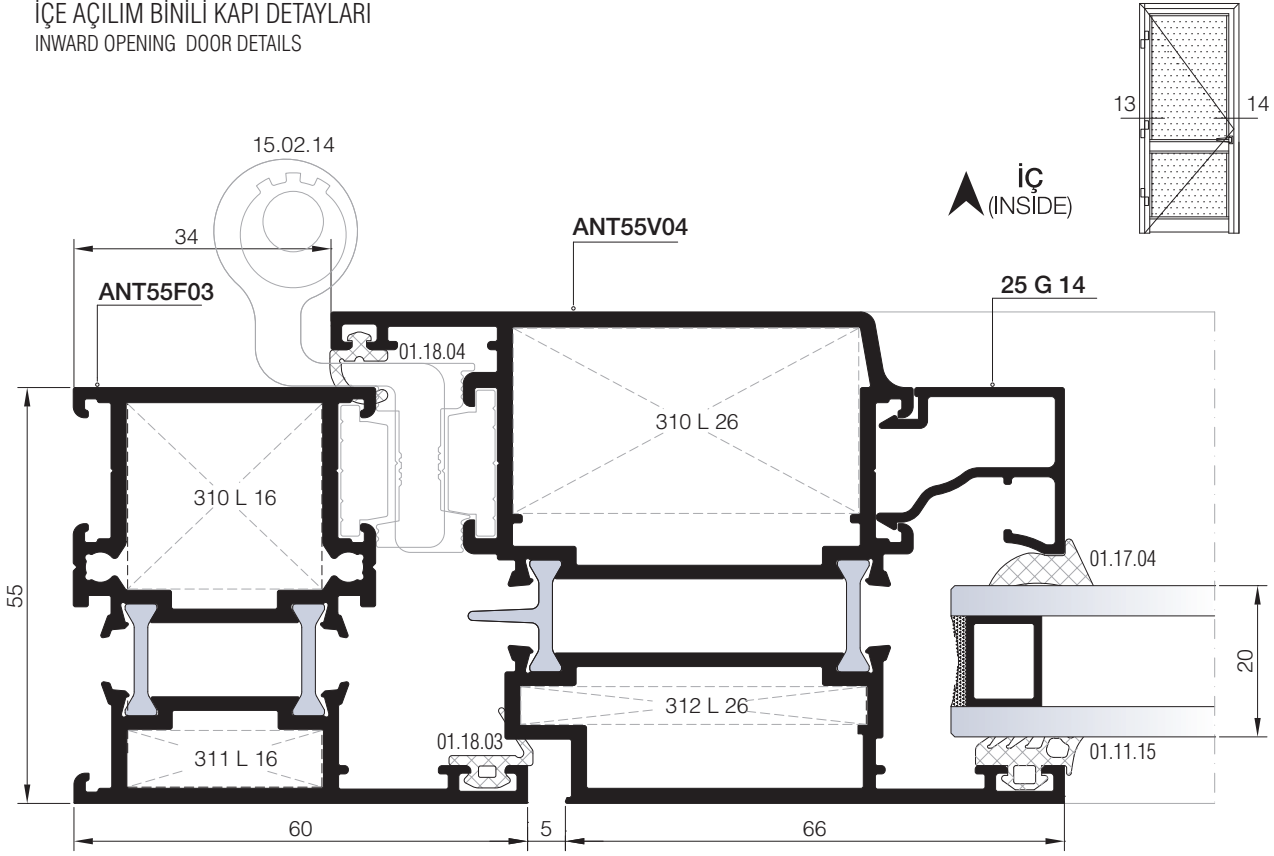 İÇE AÇILIM BİNİLİ KAPI DETAYLARI
INWARD OPENING DOOR DETAILS
13
14
15.02.14
İÇ
(INSİDE)
34
ANT55V04
ANT55F03
25 G 14
01.18.04
310 L 26
310 L 16
01.17.04
55
20
312 L 26
01.18.03
311 L 16
01.11.15
60
5
66